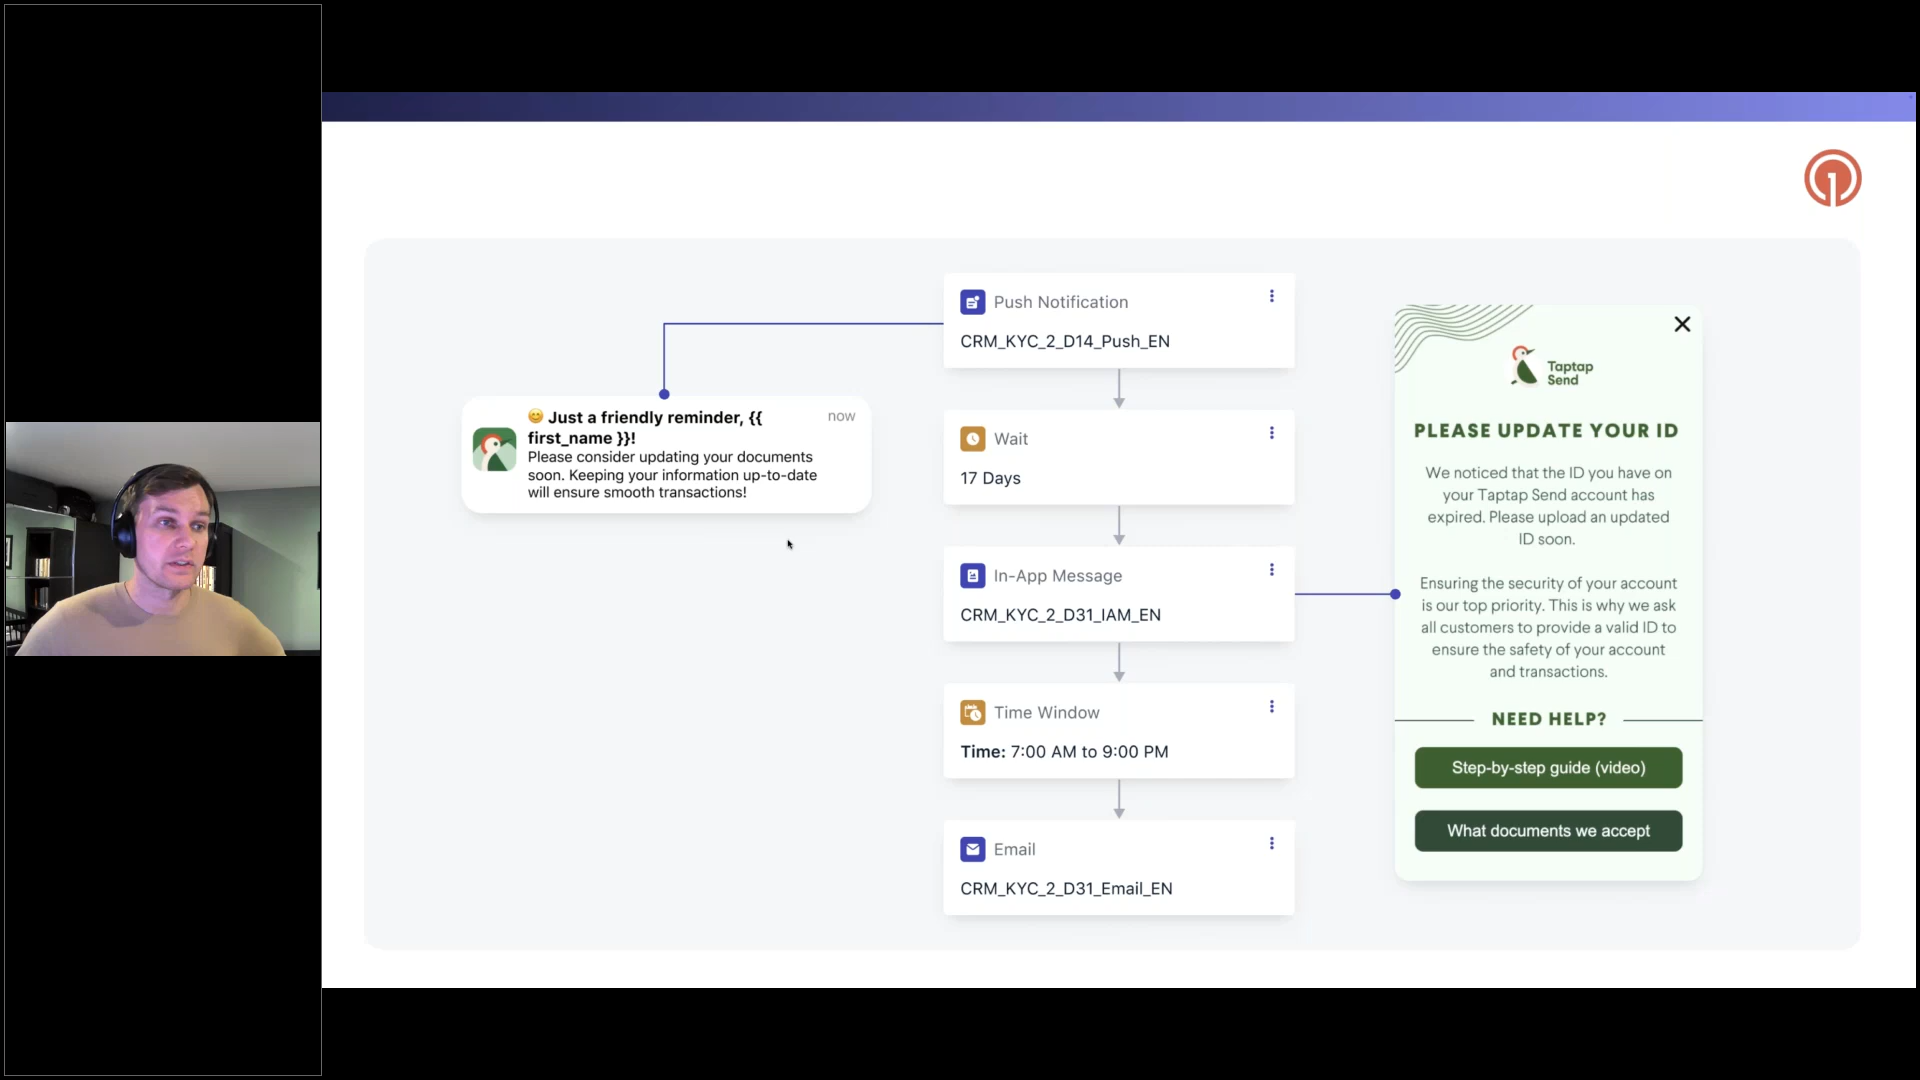 Push Notification
CRM_KYC_2_D14_Push_EN
😊 Just a friendly reminder, {{
first_name }}!
now
Please consider updating your documents
soon. Keeping your information up-to-date
will ensure smooth transactions!
Wait
17 Days
In-App Message
CRM_KYC_2_D31_IAM_EN
Time Window
Time: 7:00 AM to 9:00 PM
Email
CRM_KYC_2_D31_Email_EN
Taptap
Send
PLEASE UPDATE YOUR ID
We noticed that the ID you have on
your Taptap Send account has
expired. Please upload an updated
ID soon.
Ensuring the security of your account
is our top priority. This is why we ask
all customers to provide a valid ID to
ensure the safety of your account
and transactions.
NEED HELP?
Step-by-step guide (video)
What documents we accept